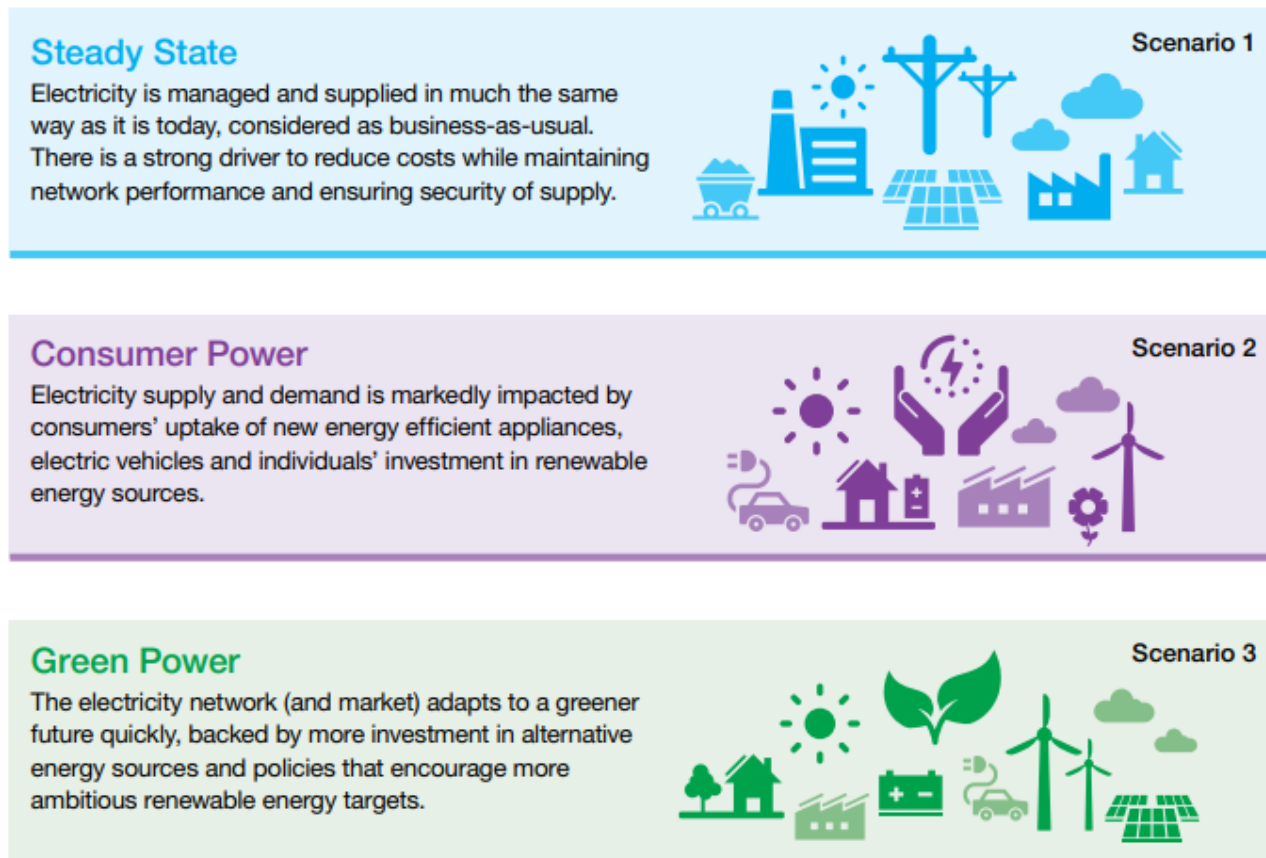 Steady State
Scenario 1
Electricity is managed and supplied in much the same
way as it is today, considered as business-as-usual.
There is a strong driver to reduce costs while maintaining
network performance and ensuring security of supply.
Consumer Power
Scenario 2
Electricity supply and demand is markedly impacted by
consumers’ uptake of new energy efficient appliances,
electric vehicles and individuals’ investment in renewable
energy sources.
Green Power
Scenario 3
The electricity network (and market) adapts to a greener
future quickly, backed by more investment in alternative
energy sources and policies that encourage more
ambitious renewable energy targets.